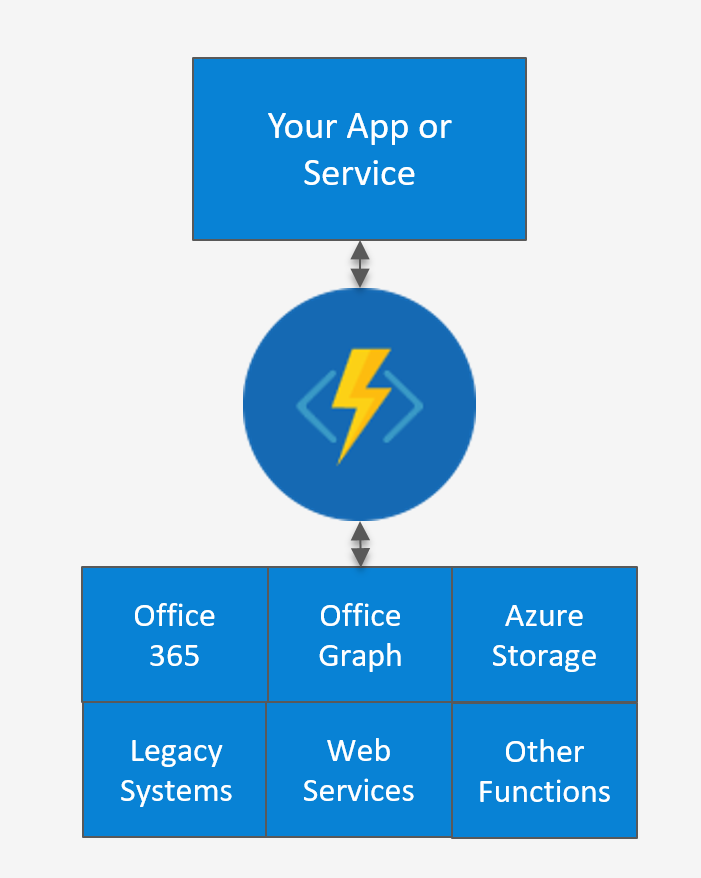 Your App or
Service
Office
365
Office
Graph
Azure
Storage
Legacy
Systems
Web
Services
Other
Functions